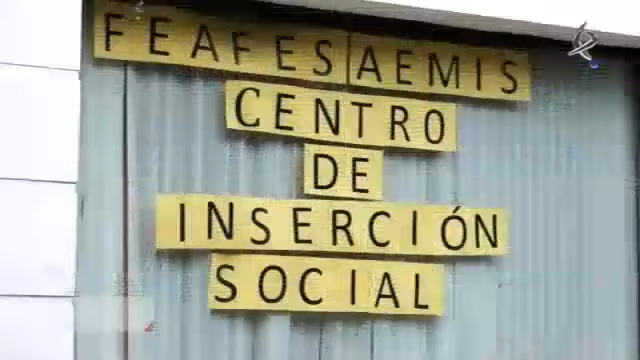 FEAFES AEMIS
CENTRO
DE
INSERCIÓN
SOCIAL